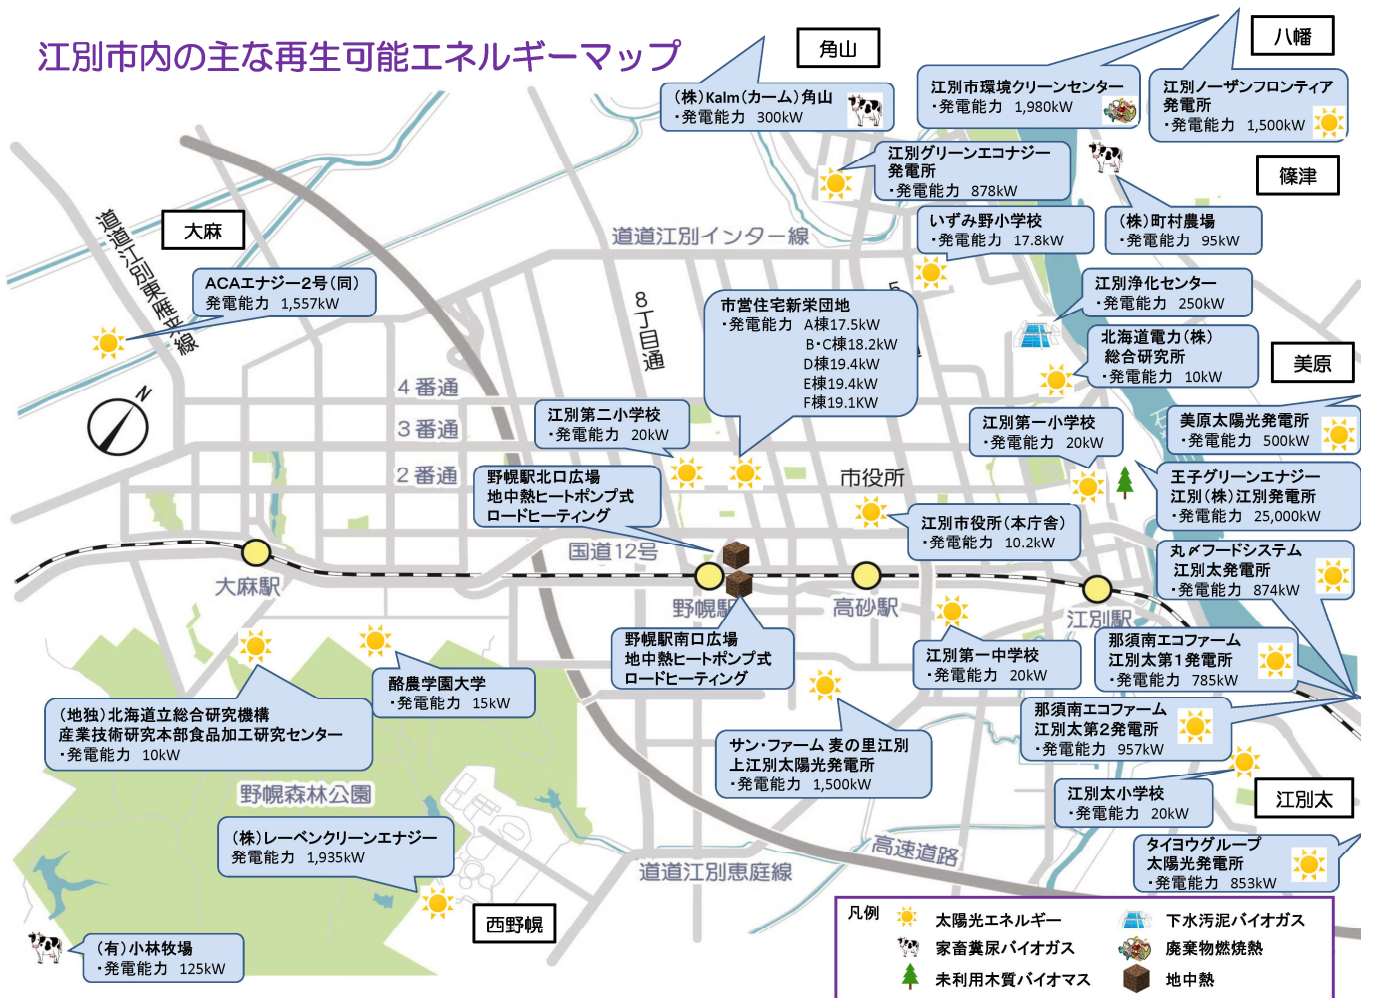 江別市内の主な再生可能エネルギーマップ
角山
八幡
(株)Kalm(カーム)角山
・発電能力 300kW
江別市環境クリーンセンター
・発電能力 1,980kW
江別ノーザンフロンティア
発電所
・発電能力 1,500kW
江別グリーンエコナジー
発電所
・発電能力 878kW
篠津
大麻
道道江別東雁来線
道道江別インター線
いずみ野小学校
・発電能力 17.8kW
(株)町村農場
・発電能力 95kW
ACAエナジー2号(同)
発電能力 1,557kW
8丁目通
市営住宅新栄団地
・発電能力 A棟17.5kW
B・C棟18.2kW
D棟19.4kW
E棟19.4kW
F棟19.1KW
江別浄化センター
・発電能力 250kW
北海道電力(株)
総合研究所
・発電能力 10kW
美原
N
4番通
3番通
2番通
江別第二小学校
・発電能力 20kW
江別第一小学校
・発電能力 20kW
美原太陽光発電所
・発電能力 500kW
野幌駅北口広場
地中熱ヒートポンプ式
ロードヒーティング
市役所
王子グリーンエナジー
江別(株)江別発電所
・発電能力 25,000kW
江別市役所(本庁舎)
・発電能力 10.2kW
国道12号
丸〆フードシステム
江別太発電所
・発電能力 874kW
大麻駅
野幌駅
高砂駅
江別駅
野幌駅南口広場
地中熱ヒートポンプ式
ロードヒーティング
江別第一中学校
・発電能力 20kW
那須南エコファーム
江別太第1発電所
・発電能力 785kW
酪農学園大学
・発電能力 15kW
(地独)北海道立総合研究機構
産業技術研究本部食品加工研究センター
・発電能力 10kW
那須南エコファーム
江別太第2発電所
・発電能力 957kW
サン・ファーム 麦の里江別
上江別太陽光発電所
・発電能力 1,500kW
野幌森林公園
江別太小学校
・発電能力 20kW
江別太
(株)レーベンクリーンエナジー
発電能力 1,935kW
道道江別恵庭線
高速道路
タイヨウグループ
太陽光発電所
・発電能力 853kW
西野幌
(有)小林牧場
・発電能力 125kW
凡例
太陽光エネルギー
下水汚泥バイオガス
家畜糞尿バイオガス
廃棄物燃焼熱
未利用木質バイオマス
地中熱